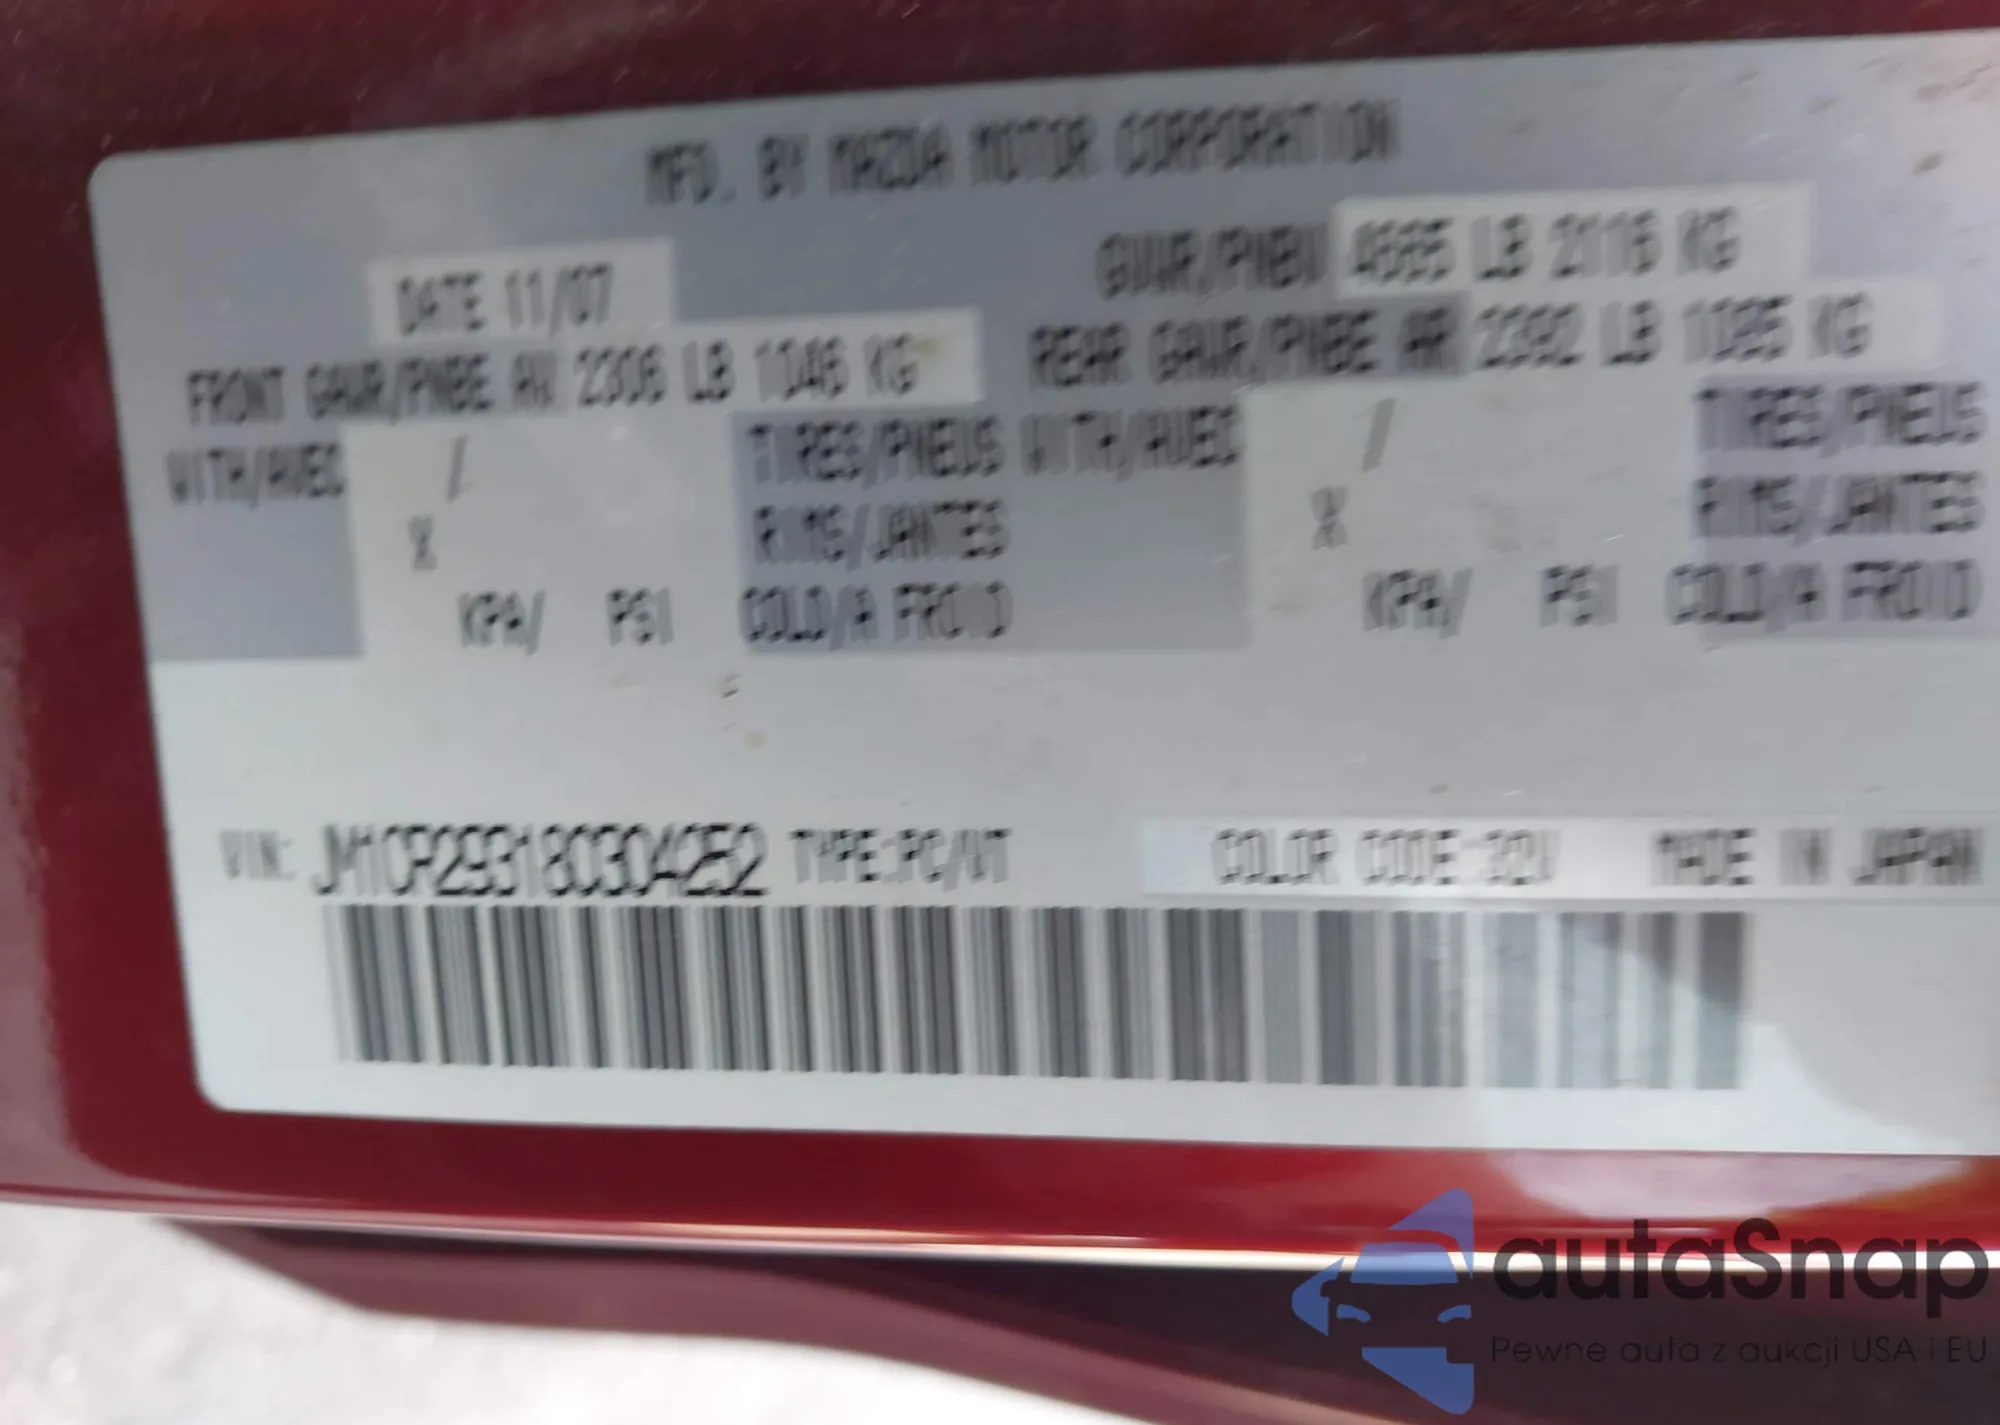 MFD. BY MAZDA MOTOR CORPORATION
DATE 11/07 GVWR/PNBV 4665 LB 2116 KG
FRONT GAWR/PNBE AV 2306 LB 1046 KG REAR GAWR/PNBE AR 2392 LB 1085 KG
WITH/AVEC / TIRES/PNEUS WITH/AVEC / TIRES/PNEUS
X RIMS/JANTES X RIMS/JANTES
KPA/ PSI COLD/A FROID KPA/ PSI COLD/A FROID
VIN: JM1CR293180304252 TYPE:PC/VT COLOR CODE:32V MADE IN JAPAN
autaSnap
Pewne auta z aukcji USA i EU